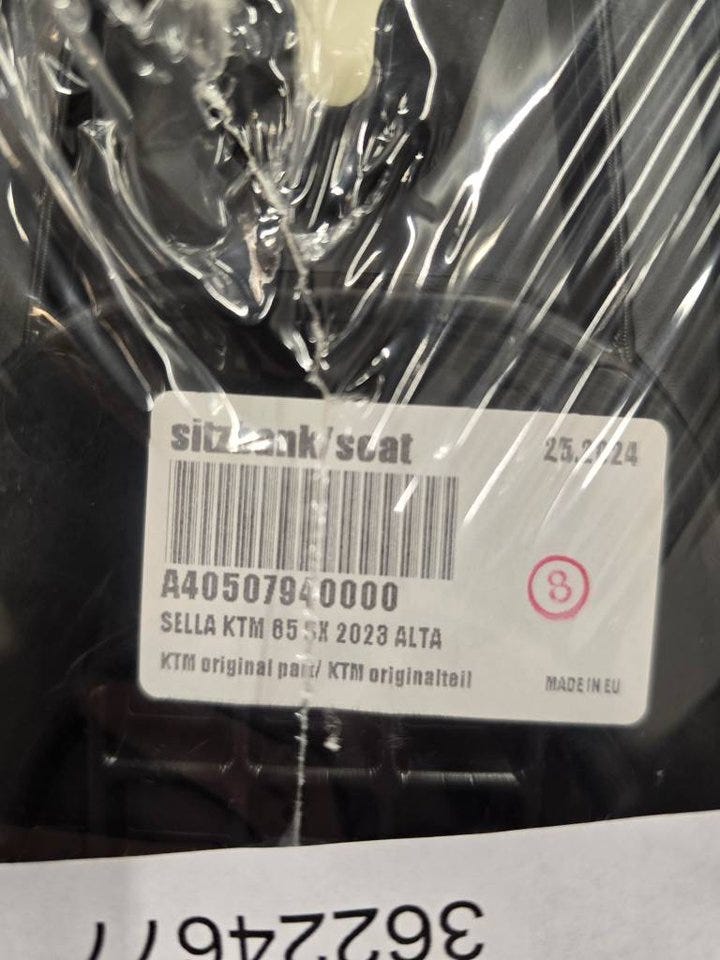 sitzbank/seat
25.2024
A40507940000
8
SELLA KTM 65 SX 2023 ALTA
KTM original part/ KTM originalteil
MADE IN EU